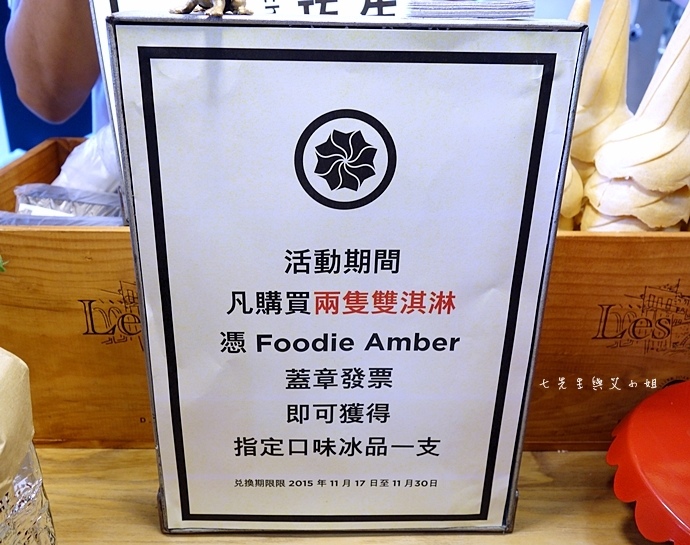 活動期間
凡購買兩隻雙淇淋
憑 Foodie Amber
蓋章發票
即可獲得
指定口味冰品一支
兌換期限限 2015 年 11 月 17 日至 11 月30日
Les
Les
七先生與艾小姐